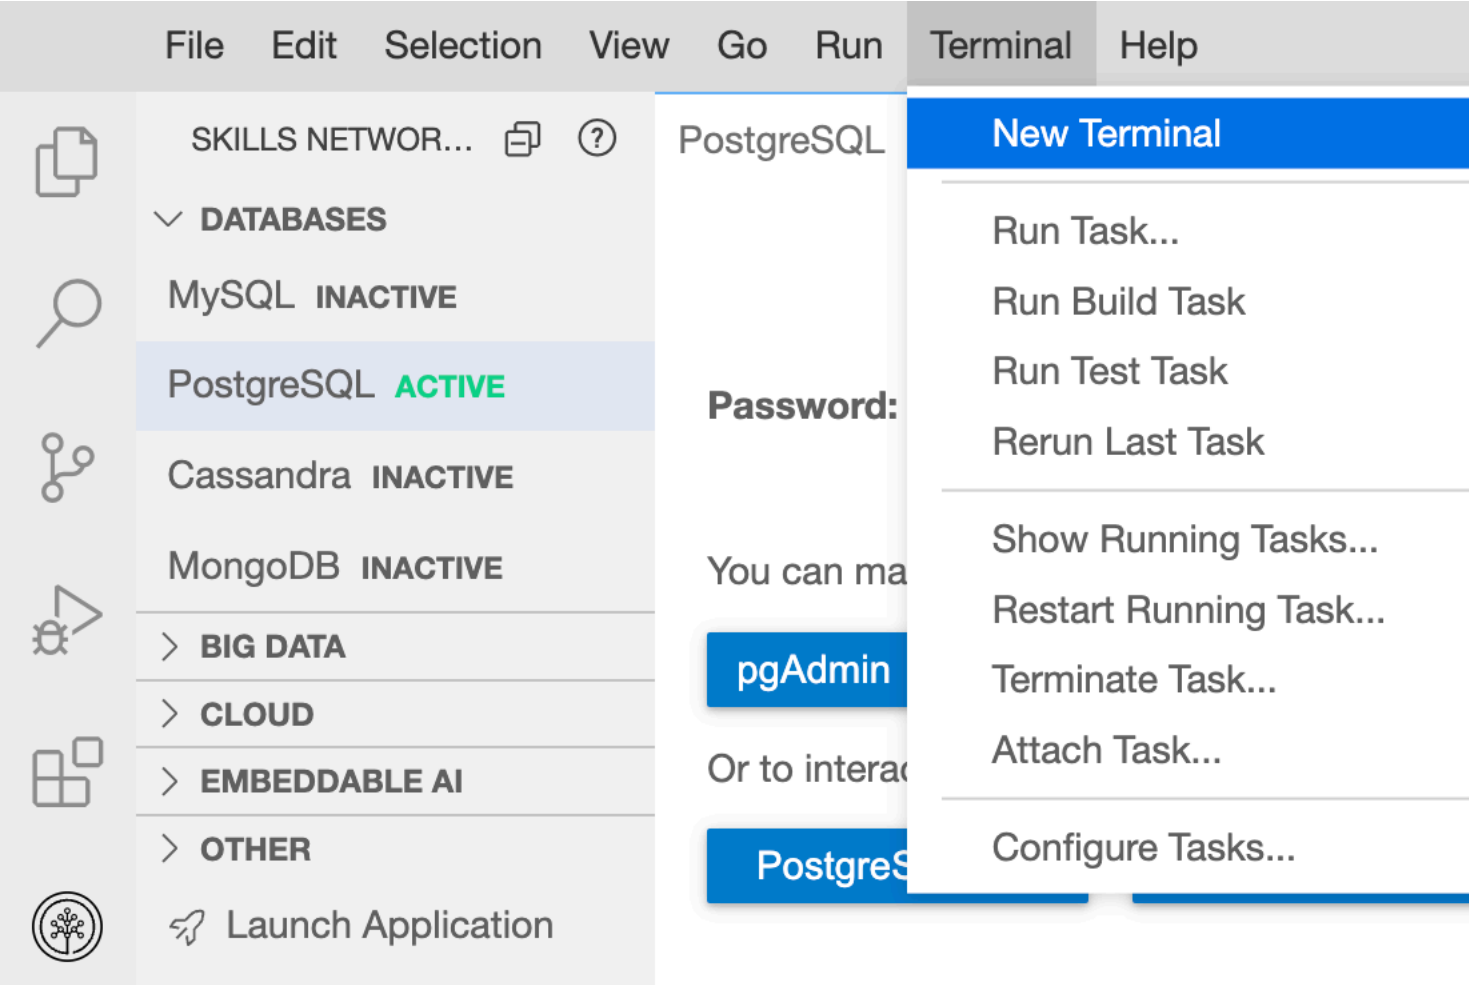 File Edit Selection View Go Run Terminal Help
SKILLS NETWOR...
DATABASES
MySQL INACTIVE
PostgreSQL ACTIVE
Cassandra INACTIVE
MongoDB INACTIVE
BIG DATA
CLOUD
EMBEDDABLE AI
OTHER
Launch Application
PostgreSQL
Password:
You can ma
pgAdmin
Or to interac
PostgreS
New Terminal
Run Task...
Run Build Task
Run Test Task
Rerun Last Task
Show Running Tasks...
Restart Running Task...
Terminate Task...
Attach Task...
Configure Tasks...